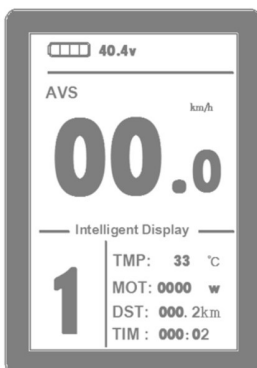 40.4v
AVS
km/h
00.0
Intelligent Display
1
TMP: 33 °C
MOT: 0000 w
DST: 000.2km
TIM : 000:02